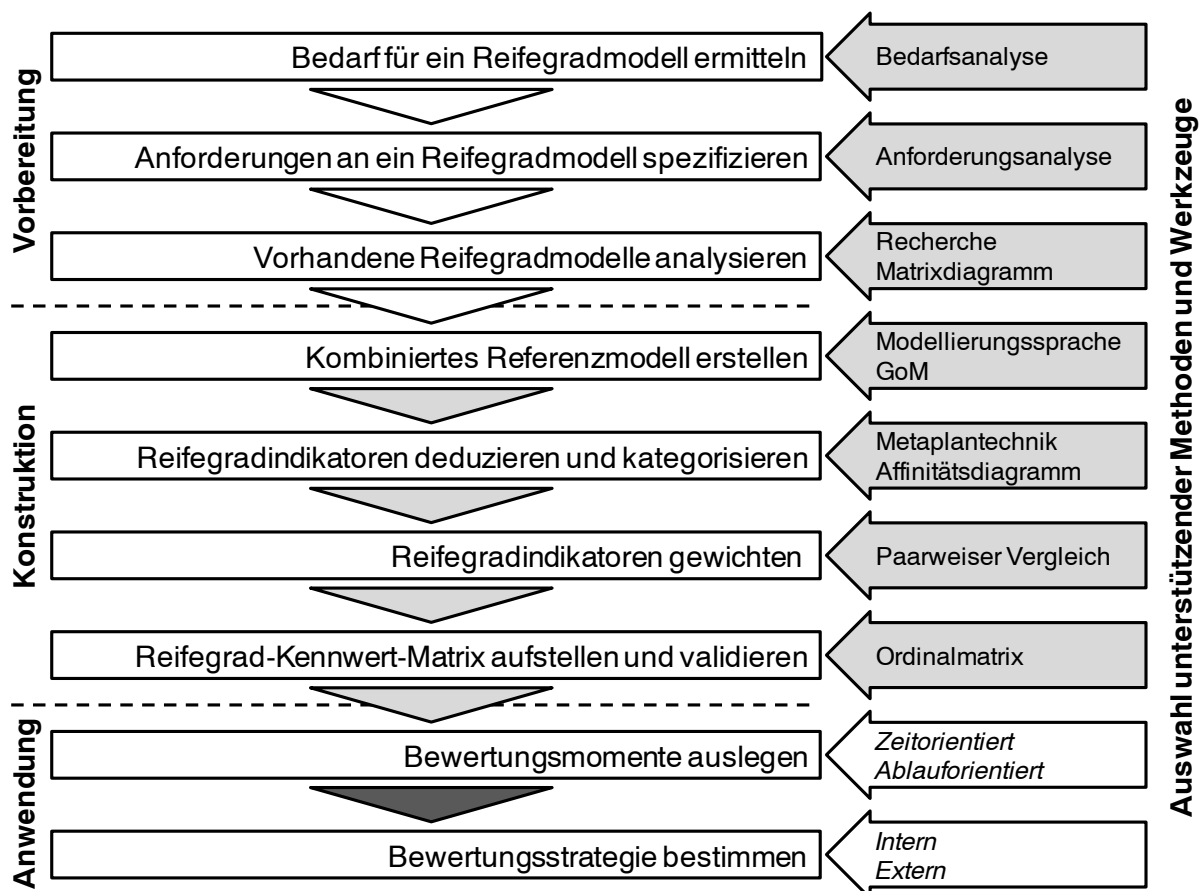 Vorbereitung
Bedarf für ein Reifegradmodell ermitteln
Bedarfsanalyse
Anforderungen an ein Reifegradmodell spezifizieren
Anforderungsanalyse
Vorhandene Reifegradmodelle analysieren
Recherche
Matrixdiagramm
Konstruktion
Kombiniertes Referenzmodell erstellen
Modellierungssprache
GoM
Reifegradindikatoren deduzieren und kategorisieren
Metaplantechnik
Affinitätsdiagramm
Reifegradindikatoren gewichten
Paarweiser Vergleich
Reifegrad-Kennwert-Matrix aufstellen und validieren
Ordinalmatrix
Anwendung
Bewertungsmomente auslegen
Zeitorientiert
Ablauforientiert
Bewertungsstrategie bestimmen
Intern
Extern
Auswahl unterstützender Methoden und Werkzeuge